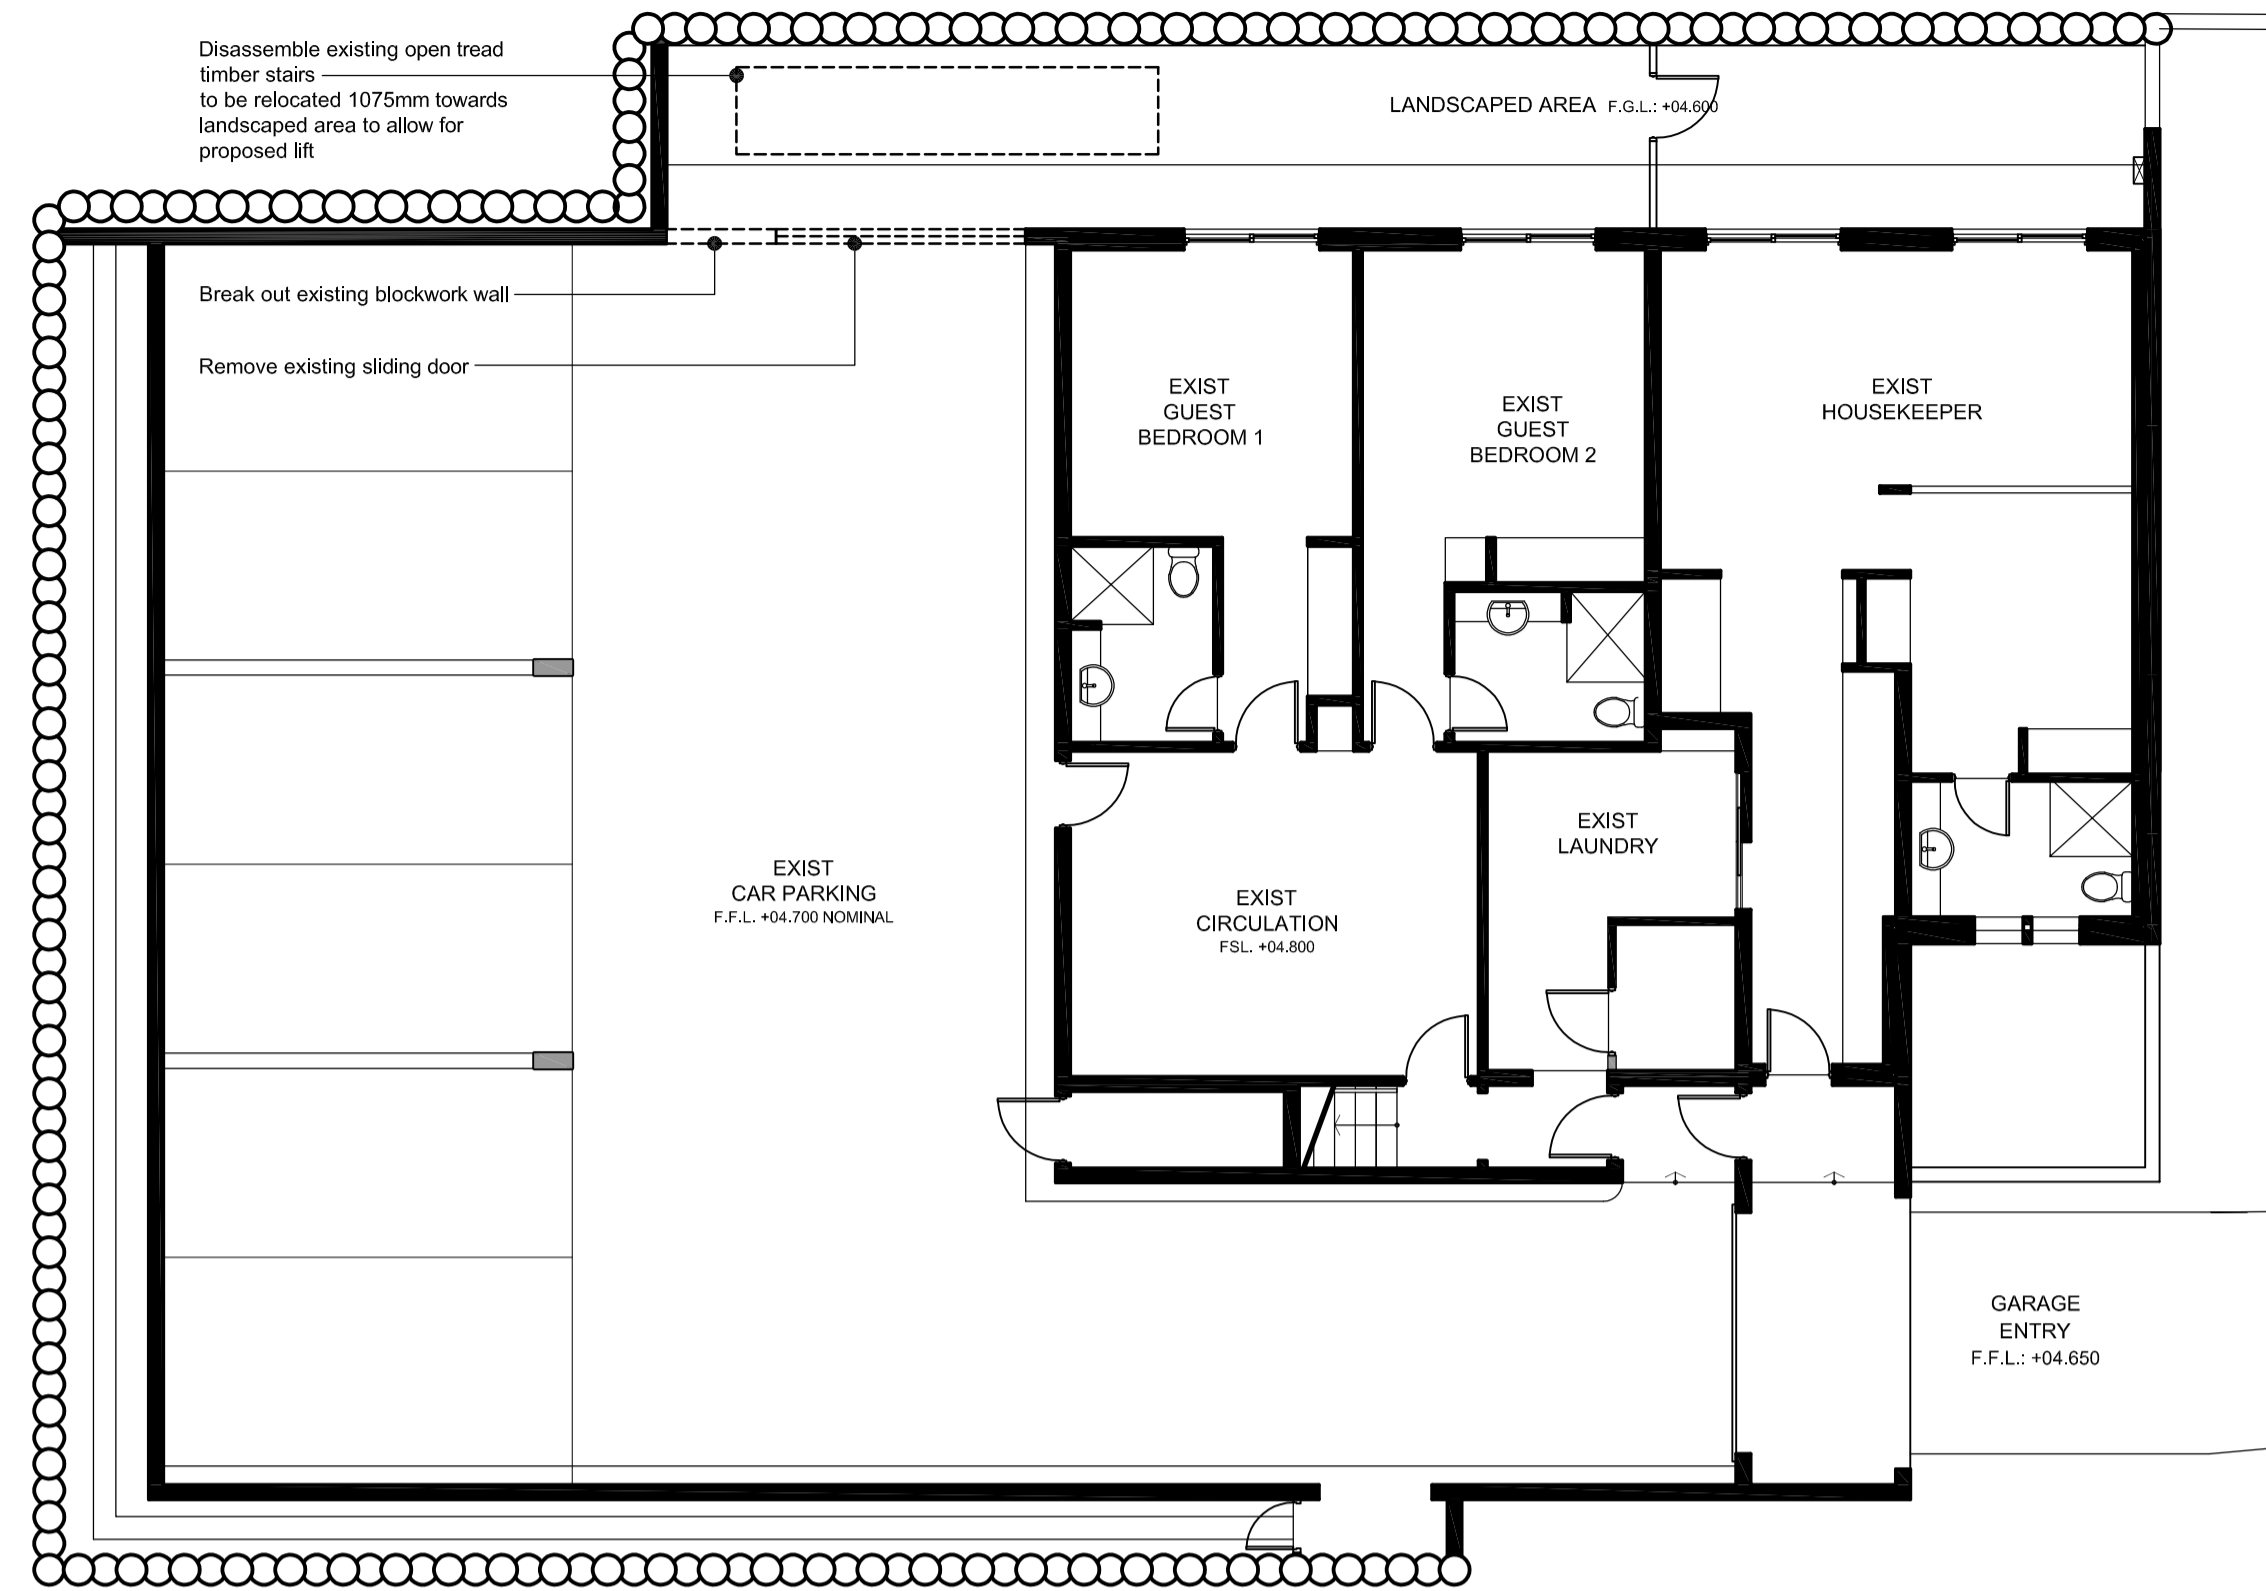 Disassemble existing open tread
timber stairs
to be relocated 1075mm towards
landscaped area to allow for
proposed lift
LANDSCAPED AREA F.G.L.: +04.600
Break out existing blockwork wall
Remove existing sliding door
EXIST
GUEST
BEDROOM 1
EXIST
GUEST
BEDROOM 2
EXIST
HOUSEKEEPER
EXIST
LAUNDRY
EXIST
CAR PARKING
F.F.L. +04.700 NOMINAL
EXIST
CIRCULATION
FSL. +04.800
GARAGE
ENTRY
F.F.L.: +04.650